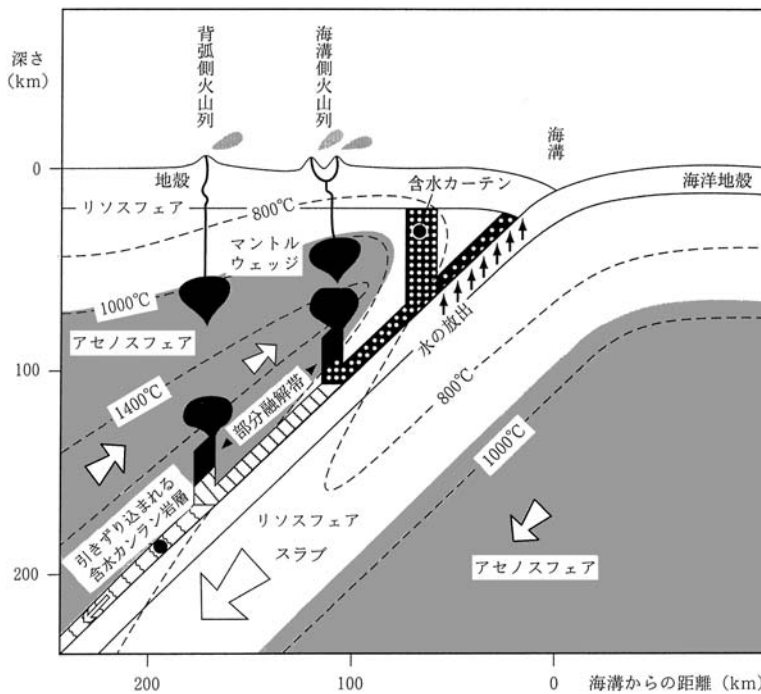 深さ
(km)
背弧側火山列
海溝側火山列
海溝
0
地殻
含水カーテン
海洋地殻
リソスフェア
800℃
マントル
ウェッジ
1000℃
アセノスフェア
水の放出
100
1400℃
部分融解帯
800℃
1000℃
引きずり込まれる
含水カンラン岩層
リソスフェア
スラブ
アセノスフェア
200
200
100
0
海溝からの距離(km)